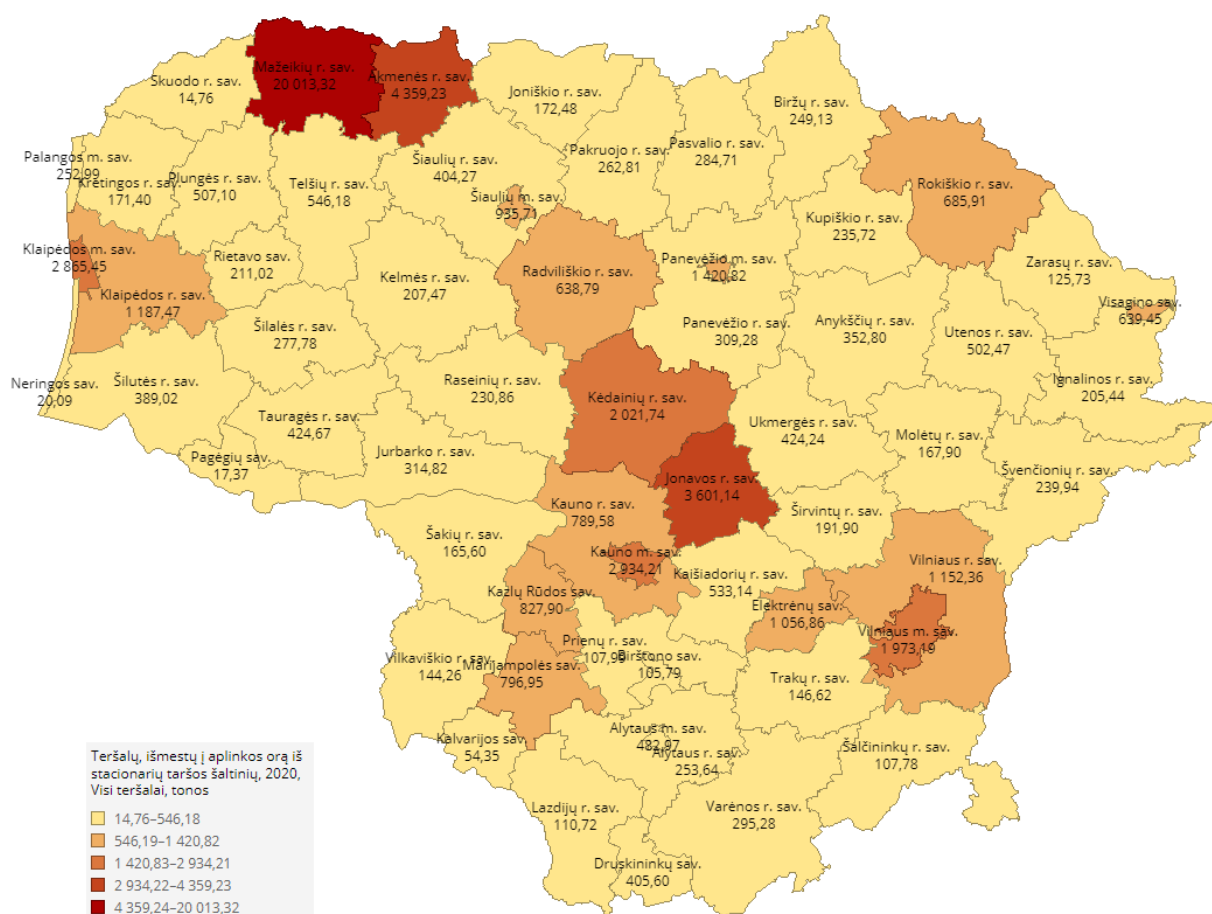 Mažeikių r. sav.
20 013,32
Akmenės r. sav.
4 359,23
Skuodo r. sav.
14,76
Joniškio r. sav.
172,48
Biržų r. sav.
249,13
Pasvalio r. sav.
284,71
Pakruojo r. sav.
262,81
Palangos m. sav.
252,99
Kretingos r. sav.
171,40
Plungės r. sav.
507,10
Telšių r. sav.
546,18
Šiaulių r. sav.
404,27
Šiaulių m. sav.
935,71
Rokiškio r. sav.
685,91
Kupiškio r. sav.
235,72
Klaipėdos m. sav.
2 865,45
Rietavo sav.
211,02
Kelmės r. sav.
207,47
Radviliškio r. sav.
638,79
Panevėžio m. sav.
1 420,82
Zarasų r. sav.
125,73
Klaipėdos r. sav.
1 187,47
Visagino sav.
639,45
Šilalės r. sav.
277,78
Panevėžio r. sav.
309,28
Anykščių r. sav.
352,80
Utenos r. sav.
502,47
Neringos sav.
20,09
Šilutės r. sav.
389,02
Raseinių r. sav.
230,86
Ignalinos r. sav.
205,44
Kėdainių r. sav.
2 021,74
Tauragės r. sav.
424,67
Ukmergės r. sav.
424,24
Molėtų r. sav.
167,90
Pagėgių sav.
17,37
Jurbarko r. sav.
314,82
Jonavos r. sav.
3 601,14
Švenčionių r. sav.
239,94
Kauno r. sav.
789,58
Širvintų r. sav.
191,90
Šakių r. sav.
165,60
Kauno m. sav.
2 934,21
Kaišiadorių r. sav.
533,14
Vilniaus r. sav.
1 152,36
Kazlų Rūdos sav.
827,90
Elektrėnų sav.
1 056,86
Vilniaus m. sav.
1 973,19
Prienų r. sav.
107,99
Birštono sav.
105,79
Vilkaviškio r. sav.
144,26
Marijampolės sav.
796,95
Trakų r. sav.
146,62
Kalvarijos sav.
54,35
Alytaus m. sav.
482,97
Alytaus r. sav.
253,64
Šalčininkų r. sav.
107,78
Lazdijų r. sav.
110,72
Varėnos r. sav.
295,28
Druskininkų sav.
405,60
Teršalų, išmestų į aplinkos orą iš
stacionarių taršos šaltinių, 2020,
Visi teršalai, tonos
14,76–546,18
546,19–1 420,82
1 420,83–2 934,21
2 934,22–4 359,23
4 359,24–20 013,32